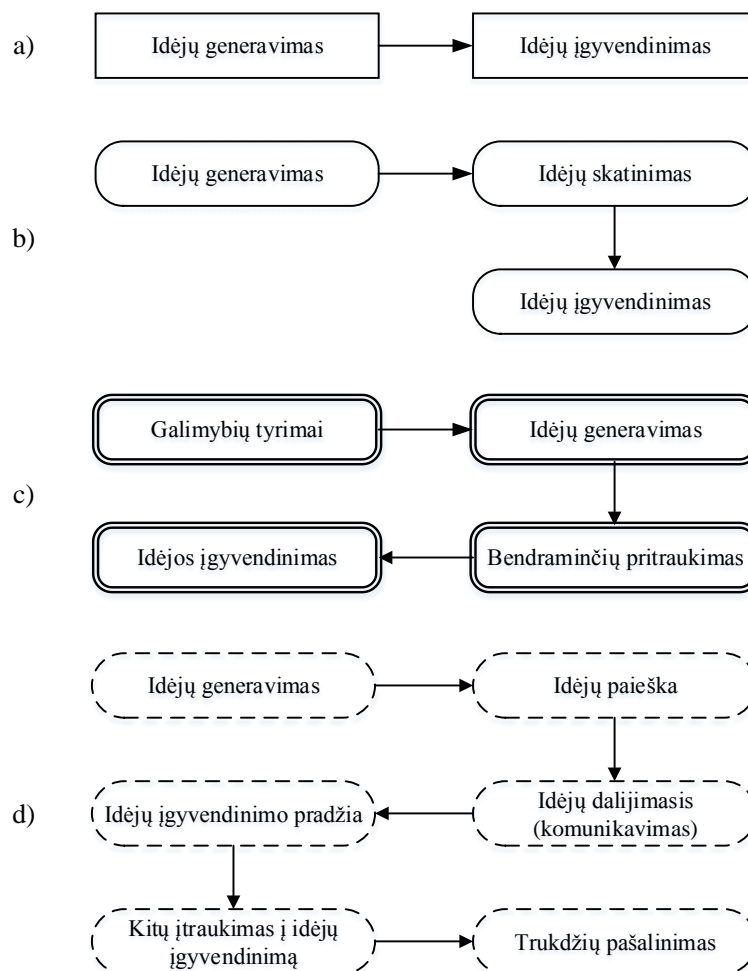 a)
Idėjų generavimas
Idėjų įgyvendinimas
Idėjų generavimas
Idėjų skatinimas
b)
Idėjų įgyvendinimas
Galimybių tyrimai
Idėjų generavimas
c)
Idėjos įgyvendinimas
Bendraminčių pritraukimas
Idėjų generavimas
Idėjų paieška
d)
Idėjų įgyvendinimo pradžia
Idėjų dalijimasis
(komunikavimas)
Kitų įtraukimas į idėjų
įgyvendinimą
Trukdžių pašalinimas